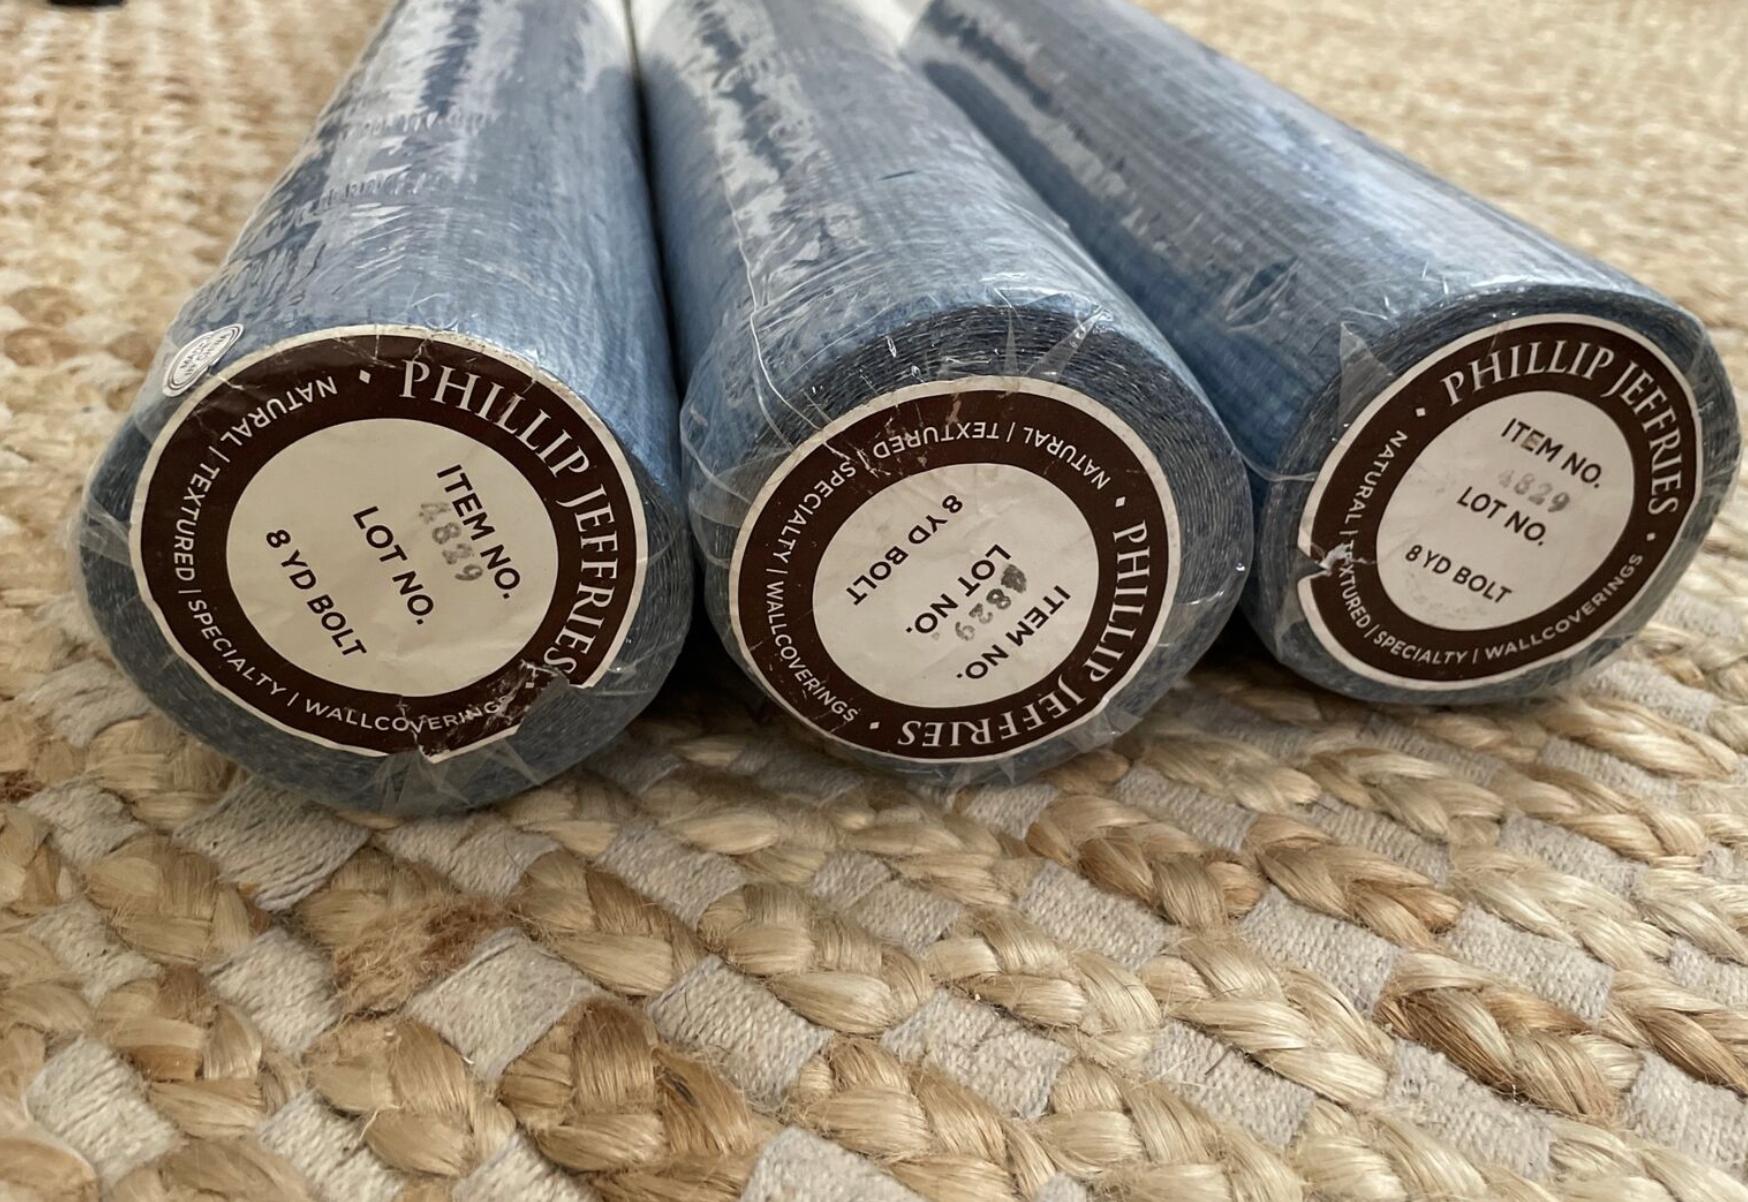 PHILLIP JEFFRIES
NATURAL | TEXTURED | SPECIALTY | WALLCOVERINGS
ITEM NO.
4829
LOT NO.
8 YD BOLT
PHILLIP JEFFRIES
NATURAL | TEXTURED | SPECIALTY | WALLCOVERINGS
ITEM NO.
4829
LOT NO.
8 YD BOLT
PHILLIP JEFFRIES
NATURAL | TEXTURED | SPECIALTY | WALLCOVERINGS
ITEM NO.
4829
LOT NO.
8 YD BOLT